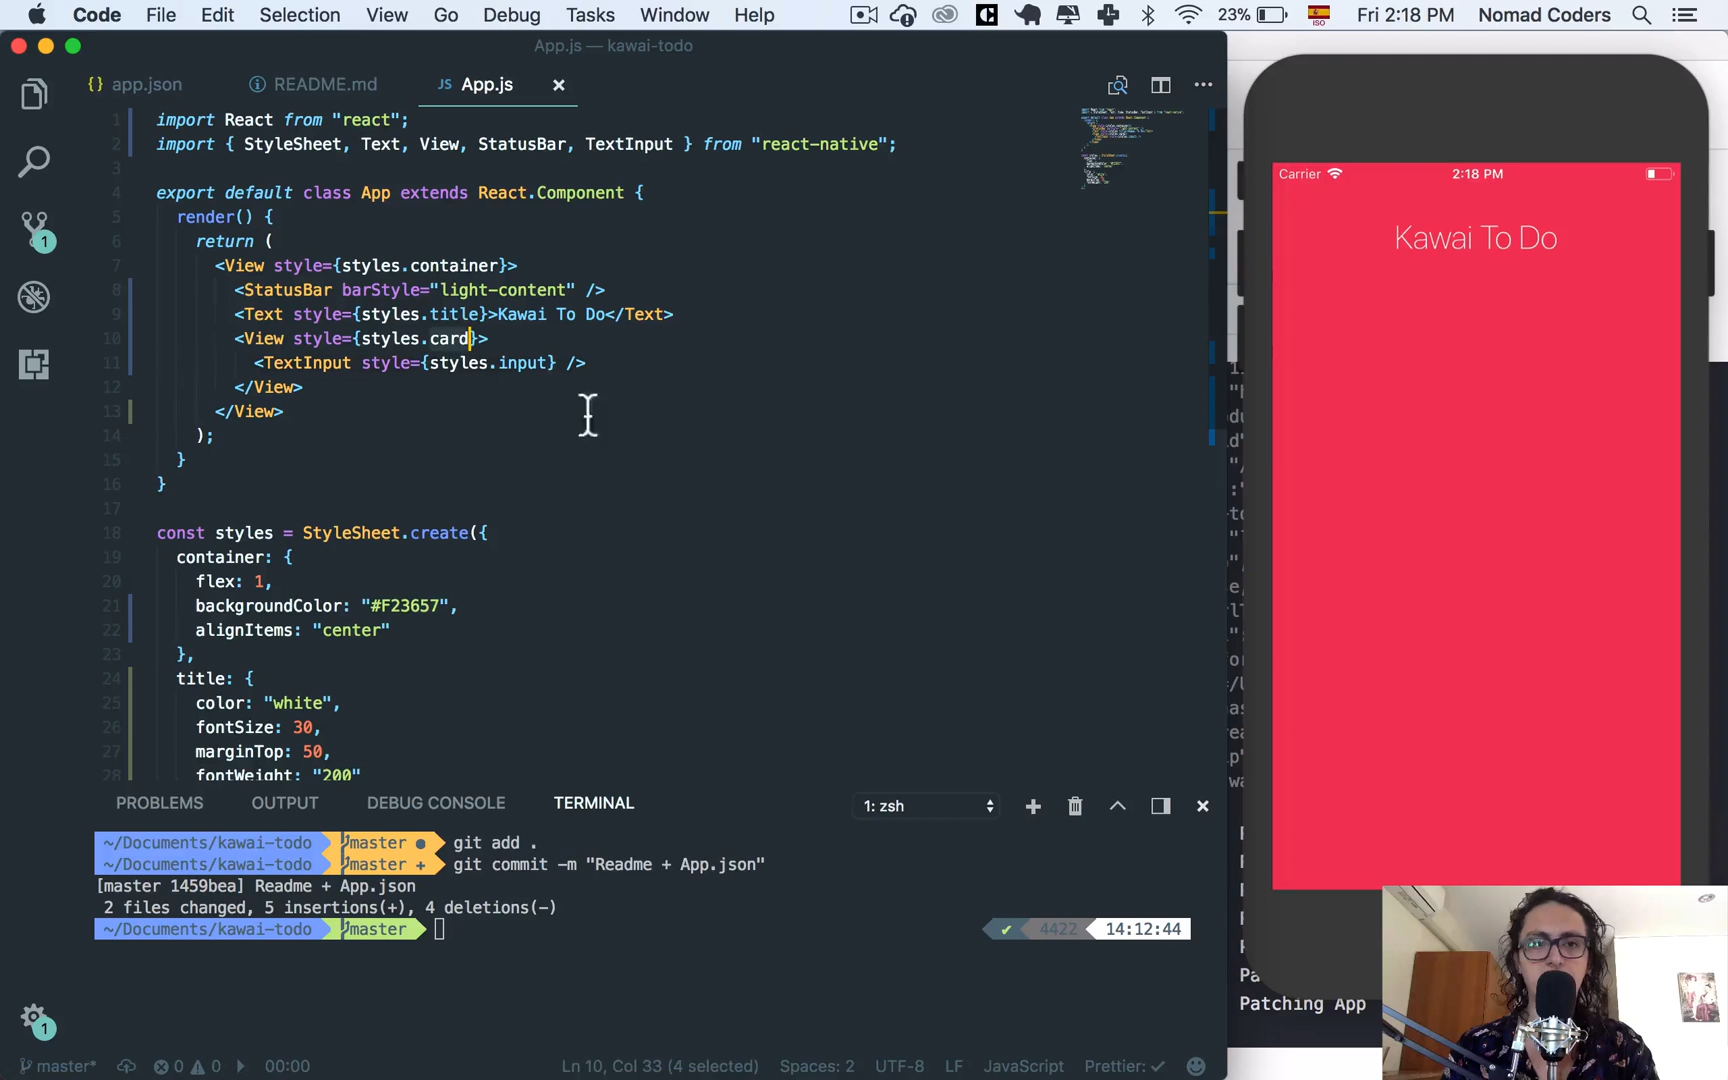 Code File Edit Selection View Go Debug Tasks Window Help 23% ISO Fri 2:18 PM Nomad Coders
App.js — kawai-todo
{} app.json README.md JS App.js
1 import React from "react";
2 import { StyleSheet, Text, View, StatusBar, TextInput } from "react-native";
3
4 export default class App extends React.Component {
5 render() {
6 return (
7 <View style={styles.container}>
8 <StatusBar barStyle="light-content" />
9 <Text style={styles.title}>Kawai To Do</Text>
10 <View style={styles.card}>
11 <TextInput style={styles.input} />
12 </View>
13 </View>
14 );
15 }
16 }
17
18 const styles = StyleSheet.create({
19 container: {
20 flex: 1,
21 backgroundColor: "#F23657",
22 alignItems: "center"
23 },
24 title: {
25 color: "white",
26 fontSize: 30,
27 marginTop: 50,
28 fontWeight: "200"
PROBLEMS OUTPUT DEBUG CONSOLE TERMINAL 1: zsh
~/Documents/kawai-todo master ● git add .
~/Documents/kawai-todo master + git commit -m "Readme + App.json"
[master 1459bea] Readme + App.json
2 files changed, 5 insertions(+), 4 deletions(-)
~/Documents/kawai-todo master ✔ 4422 14:12:44
1
1
master* 0 0 00:00 Ln 10, Col 33 (4 selected) Spaces: 2 UTF-8 LF JavaScript Prettier: ✓
Carrier 2:18 PM
Kawai To Do
Patching App